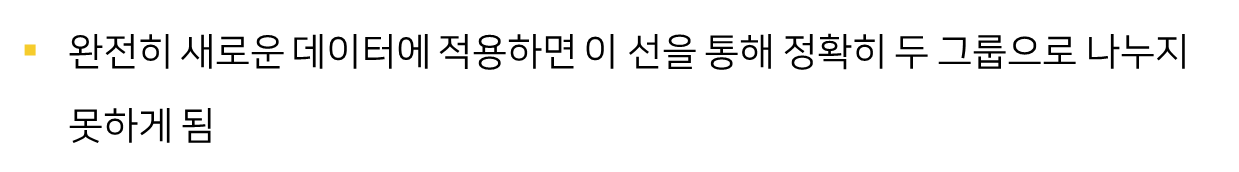 ▪ 완전히 새로운 데이터에 적용하면 이 선을 통해 정확히 두 그룹으로 나누지
못하게 됨